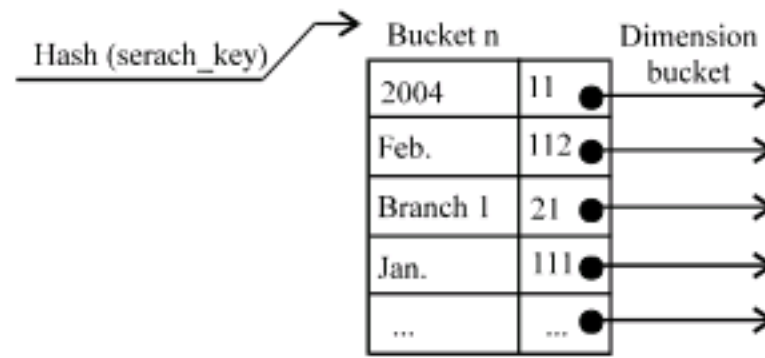 Hash (serach_key)
Bucket n
Dimension
bucket
2004 11
Feb. 112
Branch 1 21
Jan. 111
... ...